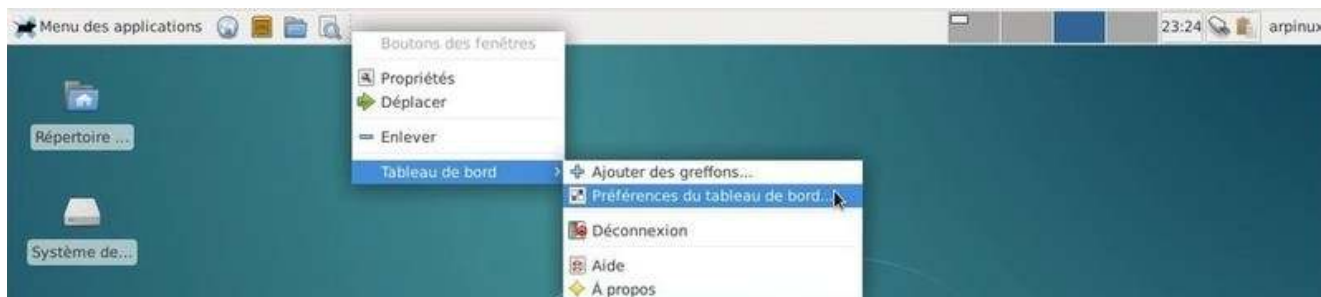 Menu des applications
23:24
arpinux
Boutons des fenêtres
Propriétés
Déplacer
Enlever
Tableau de bord
Ajouter des greffons...
Préférences du tableau de bord...
Déconnexion
Aide
À propos
Répertoire ...
Système de...